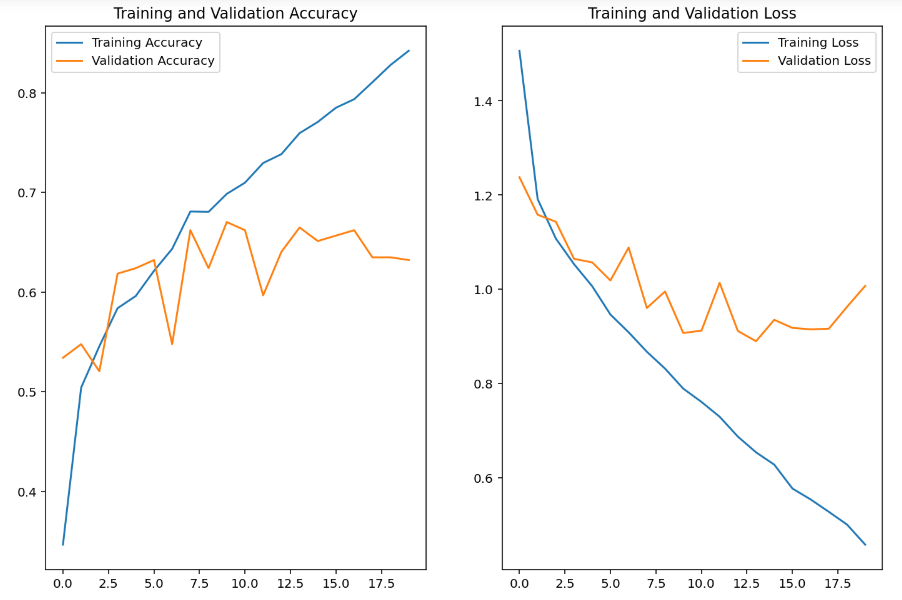 Training and Validation Accuracy
Training Accuracy
Validation Accuracy
0.8
0.7
0.6
0.5
0.4
0.0 2.5 5.0 7.5 10.0 12.5 15.0 17.5
Training and Validation Loss
Training Loss
Validation Loss
1.4
1.2
1.0
0.8
0.6
0.0 2.5 5.0 7.5 10.0 12.5 15.0 17.5